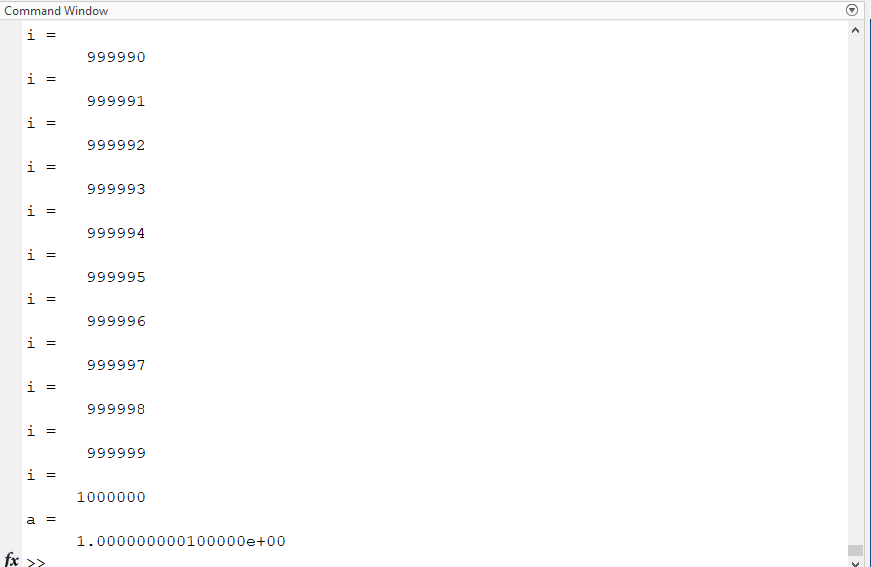 Command Window
i =
999990
i =
999991
i =
999992
i =
999993
i =
999994
i =
999995
i =
999996
i =
999997
i =
999998
i =
999999
i =
1000000
a =
1.000000000100000e+00
fx >>